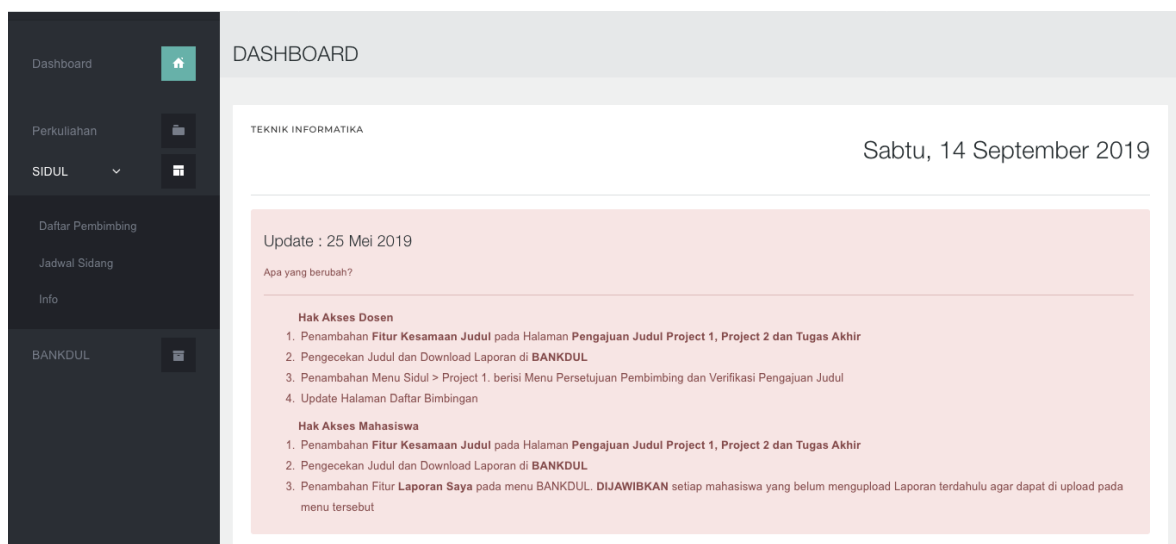 Dashboard
DASHBOARD
Perkuliahan
SIDUL
Daftar Pembimbing
Jadwal Sidang
Info
BANKDUL
TEKNIK INFORMATIKA
Sabtu, 14 September 2019
Update : 25 Mei 2019
Apa yang berubah?
Hak Akses Dosen
1. Penambahan Fitur Kesamaan Judul pada Halaman Pengajuan Judul Project 1, Project 2 dan Tugas Akhir
2. Pengecekan Judul dan Download Laporan di BANKDUL
3. Penambahan Menu Sidul > Project 1. berisi Menu Persetujuan Pembimbing dan Verifikasi Pengajuan Judul
4. Update Halaman Daftar Bimbingan
Hak Akses Mahasiswa
1. Penambahan Fitur Kesamaan Judul pada Halaman Pengajuan Judul Project 1, Project 2 dan Tugas Akhir
2. Pengecekan Judul dan Download Laporan di BANKDUL
3. Penambahan Fitur Laporan Saya pada menu BANKDUL. DIJAWIBKAN setiap mahasiswa yang belum mengupload Laporan terdahulu agar dapat di upload pada
menu tersebut